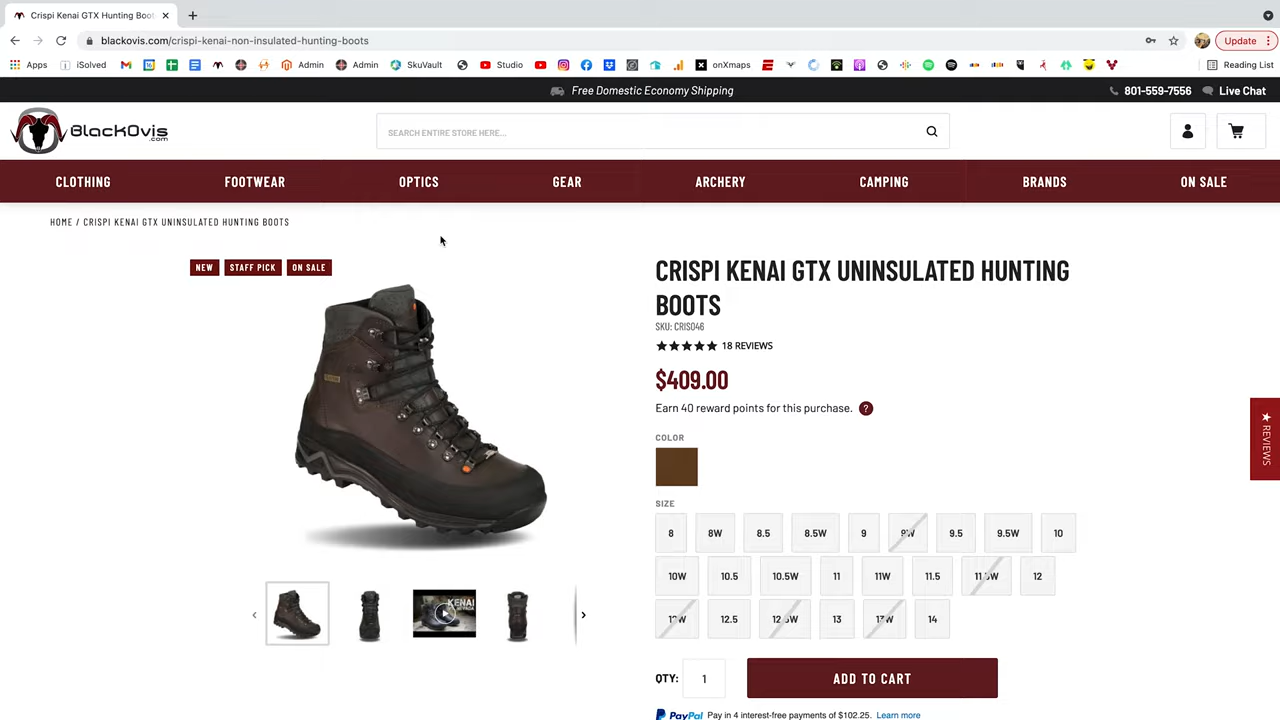 Crispi Kenai GTX Hunting Boo
blackovis.com/crispi-kenai-non-insulated-hunting-boots
Update
Apps iSolved Admin Admin SkuVault Studio onXmaps Reading List
Free Domestic Economy Shipping
801-559-7556 Live Chat
BlackOvis
.com
SEARCH ENTIRE STORE HERE...
CLOTHING FOOTWEAR OPTICS GEAR ARCHERY CAMPING BRANDS ON SALE
HOME / CRISPI KENAI GTX UNINSULATED HUNTING BOOTS
NEW STAFF PICK ON SALE
CRISPI KENAI GTX UNINSULATED HUNTING
BOOTS
SKU: CRIS046
18 REVIEWS
$409.00
Earn 40 reward points for this purchase. ?
COLOR
★ REVIEWS
SIZE
8 8W 8.5 8.5W 9 9W 9.5 9.5W 10
10W 10.5 10.5W 11 11W 11.5 11.5W 12
12W 12.5 12.5W 13 13W 14
KENAI
QTY: 1 ADD TO CART
PayPal Pay in 4 interest-free payments of $102.25. Learn more